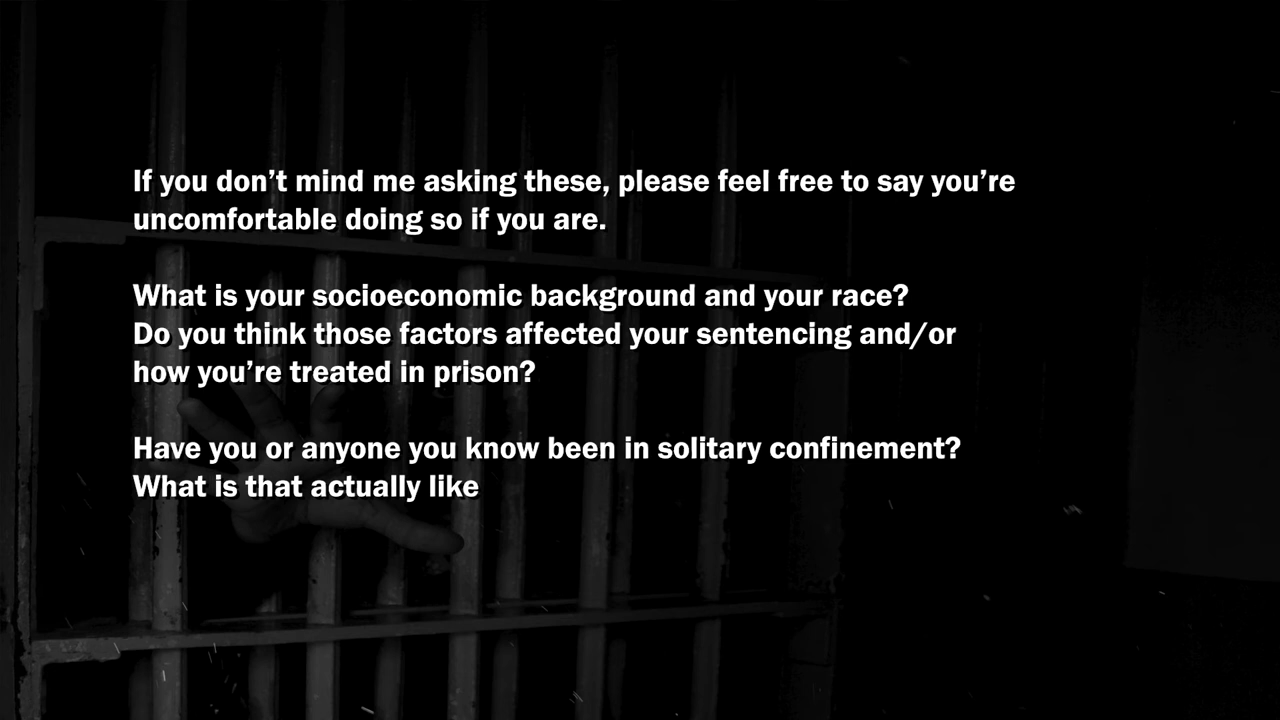 If you don’t mind me asking these, please feel free to say you’re
uncomfortable doing so if you are.
What is your socioeconomic background and your race?
Do you think those factors affected your sentencing and/or
how you’re treated in prison?
Have you or anyone you know been in solitary confinement?
What is that actually like